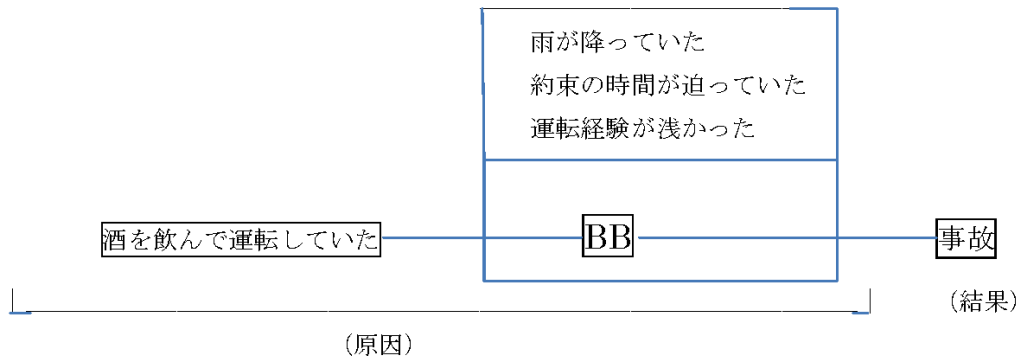 雨が降っていた
約束の時間が迫っていた
運転経験が浅かった
酒を飲んで運転していた
BB
事故
(結果)
(原因)